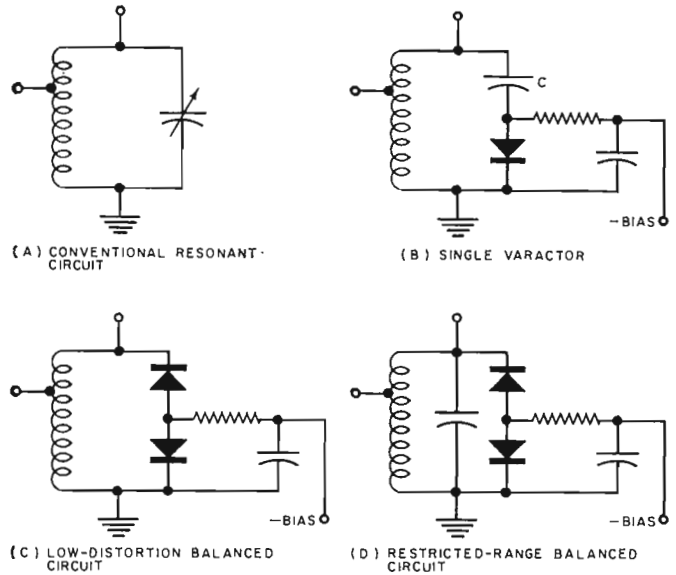 C
-BIAS
(A) CONVENTIONAL RESONANT-
CIRCUIT
(B) SINGLE VARACTOR
-BIAS
-BIAS
(C) LOW-DISTORTION BALANCED
CIRCUIT
(D) RESTRICTED-RANGE BALANCED
CIRCUIT